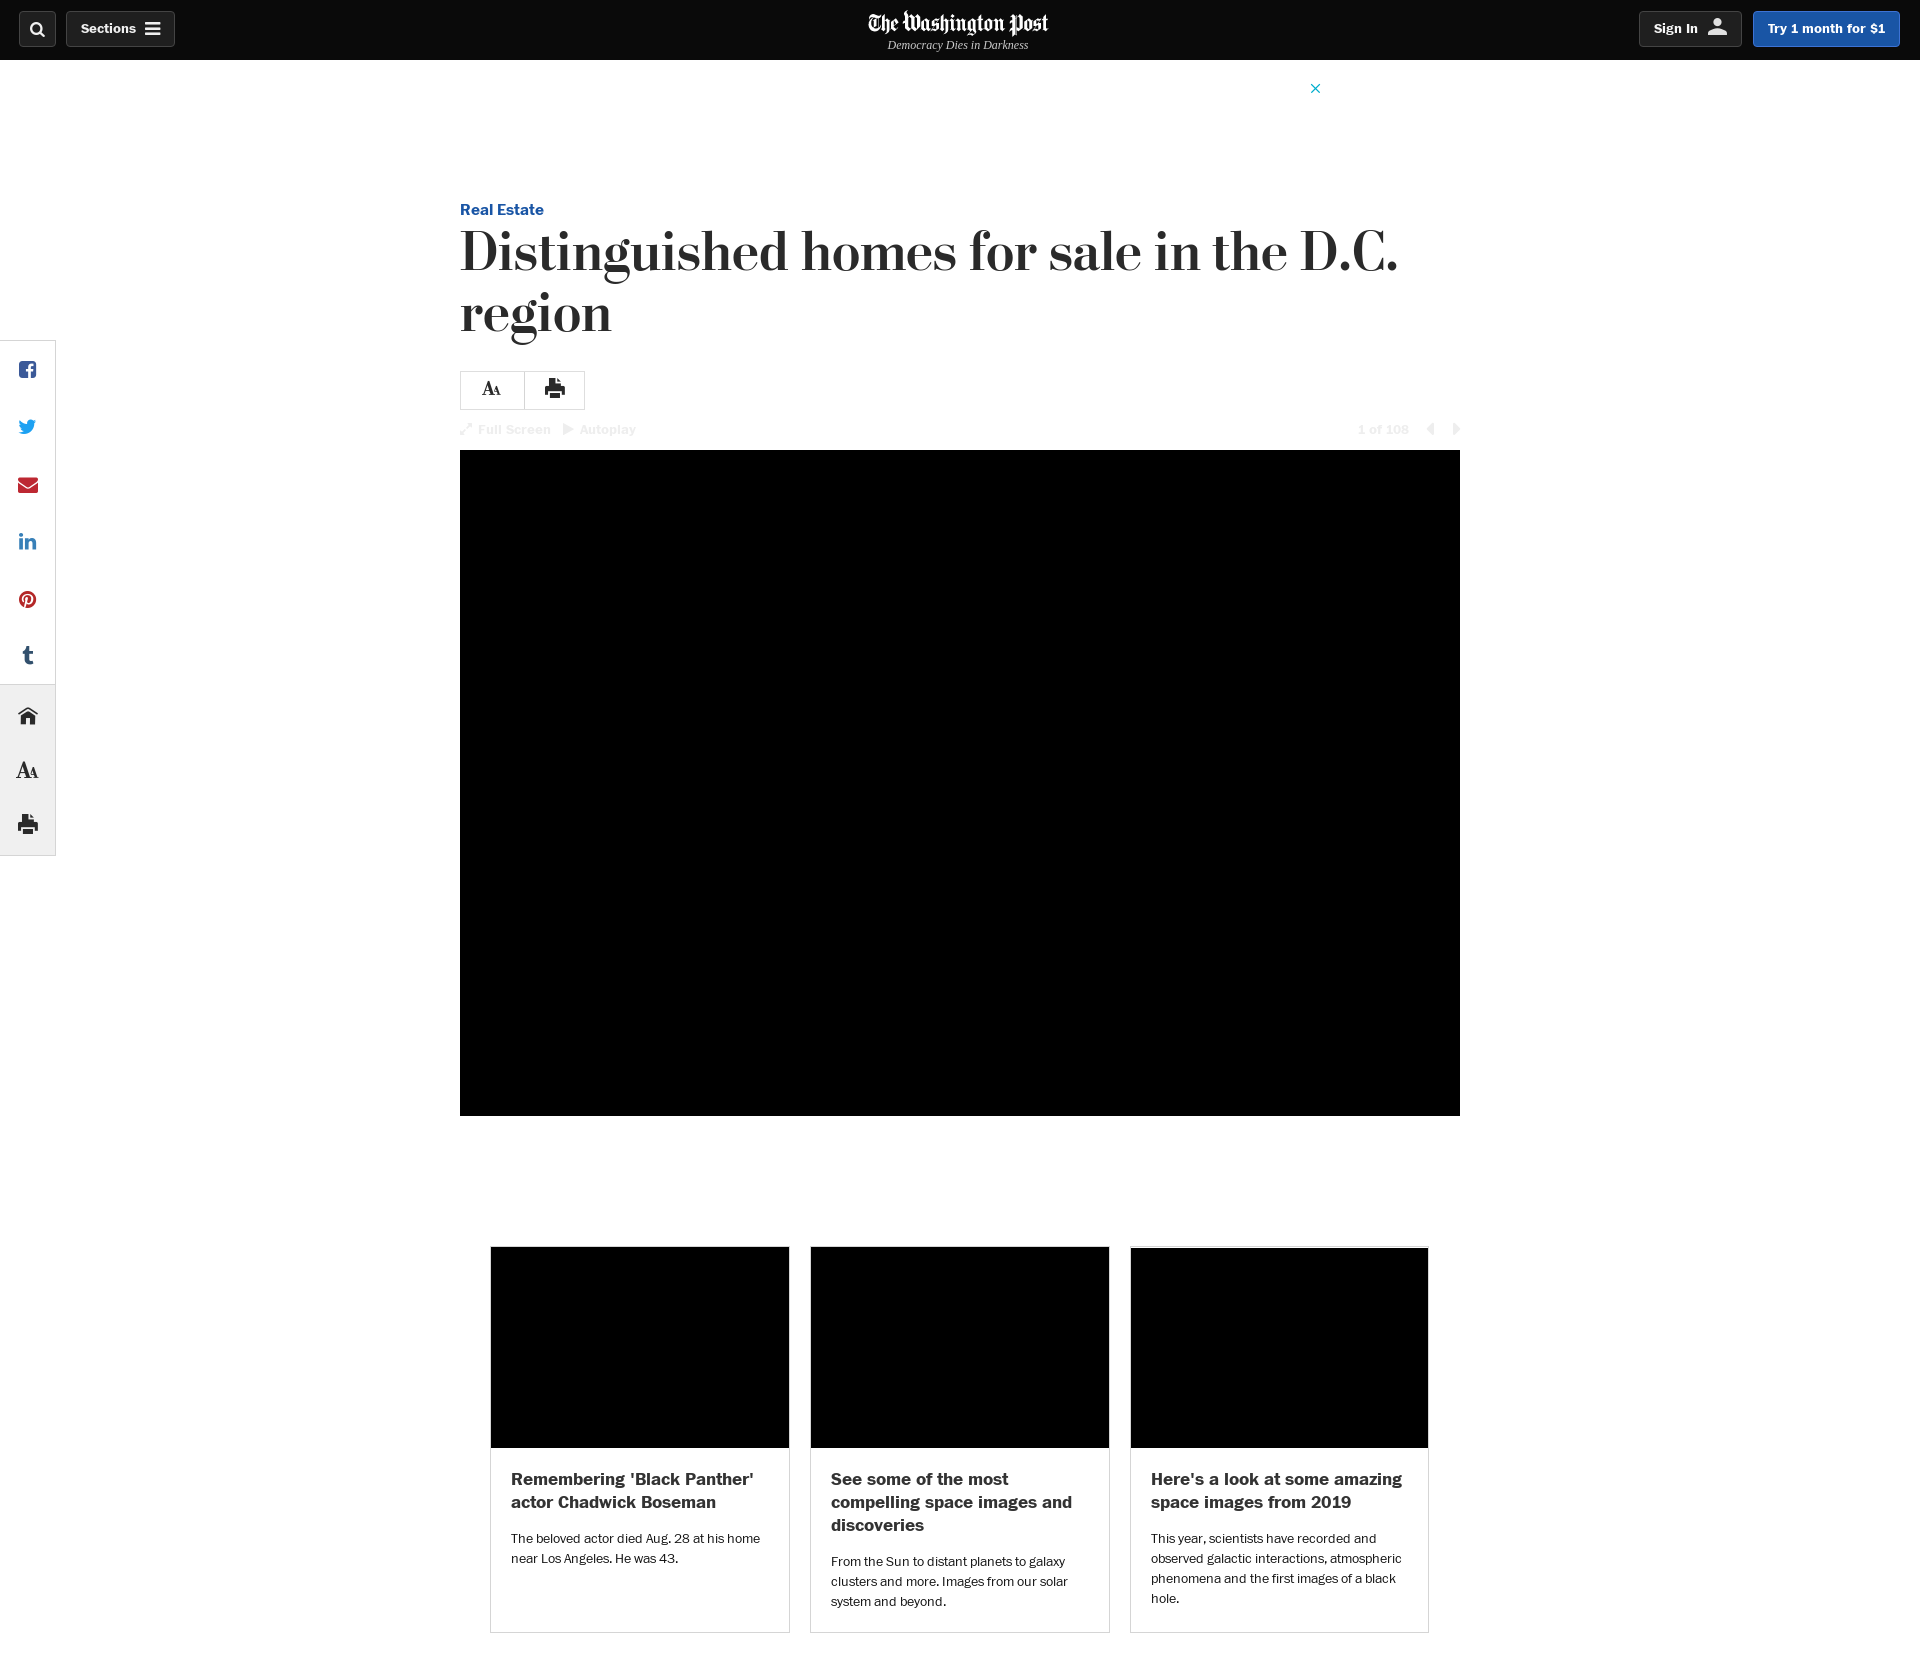 Sections
The Washington Post
Democracy Dies in Darkness
Sign In
Try 1 month for $1
Real Estate
Distinguished homes for sale in the D.C.
region
Full Screen
Autoplay
1 of 108
Remembering 'Black Panther'
actor Chadwick Boseman
The beloved actor died Aug. 28 at his home
near Los Angeles. He was 43.
See some of the most
compelling space images and
discoveries
From the Sun to distant planets to galaxy
clusters and more. Images from our solar
system and beyond.
Here's a look at some amazing
space images from 2019
This year, scientists have recorded and
observed galactic interactions, atmospheric
phenomena and the first images of a black
hole.